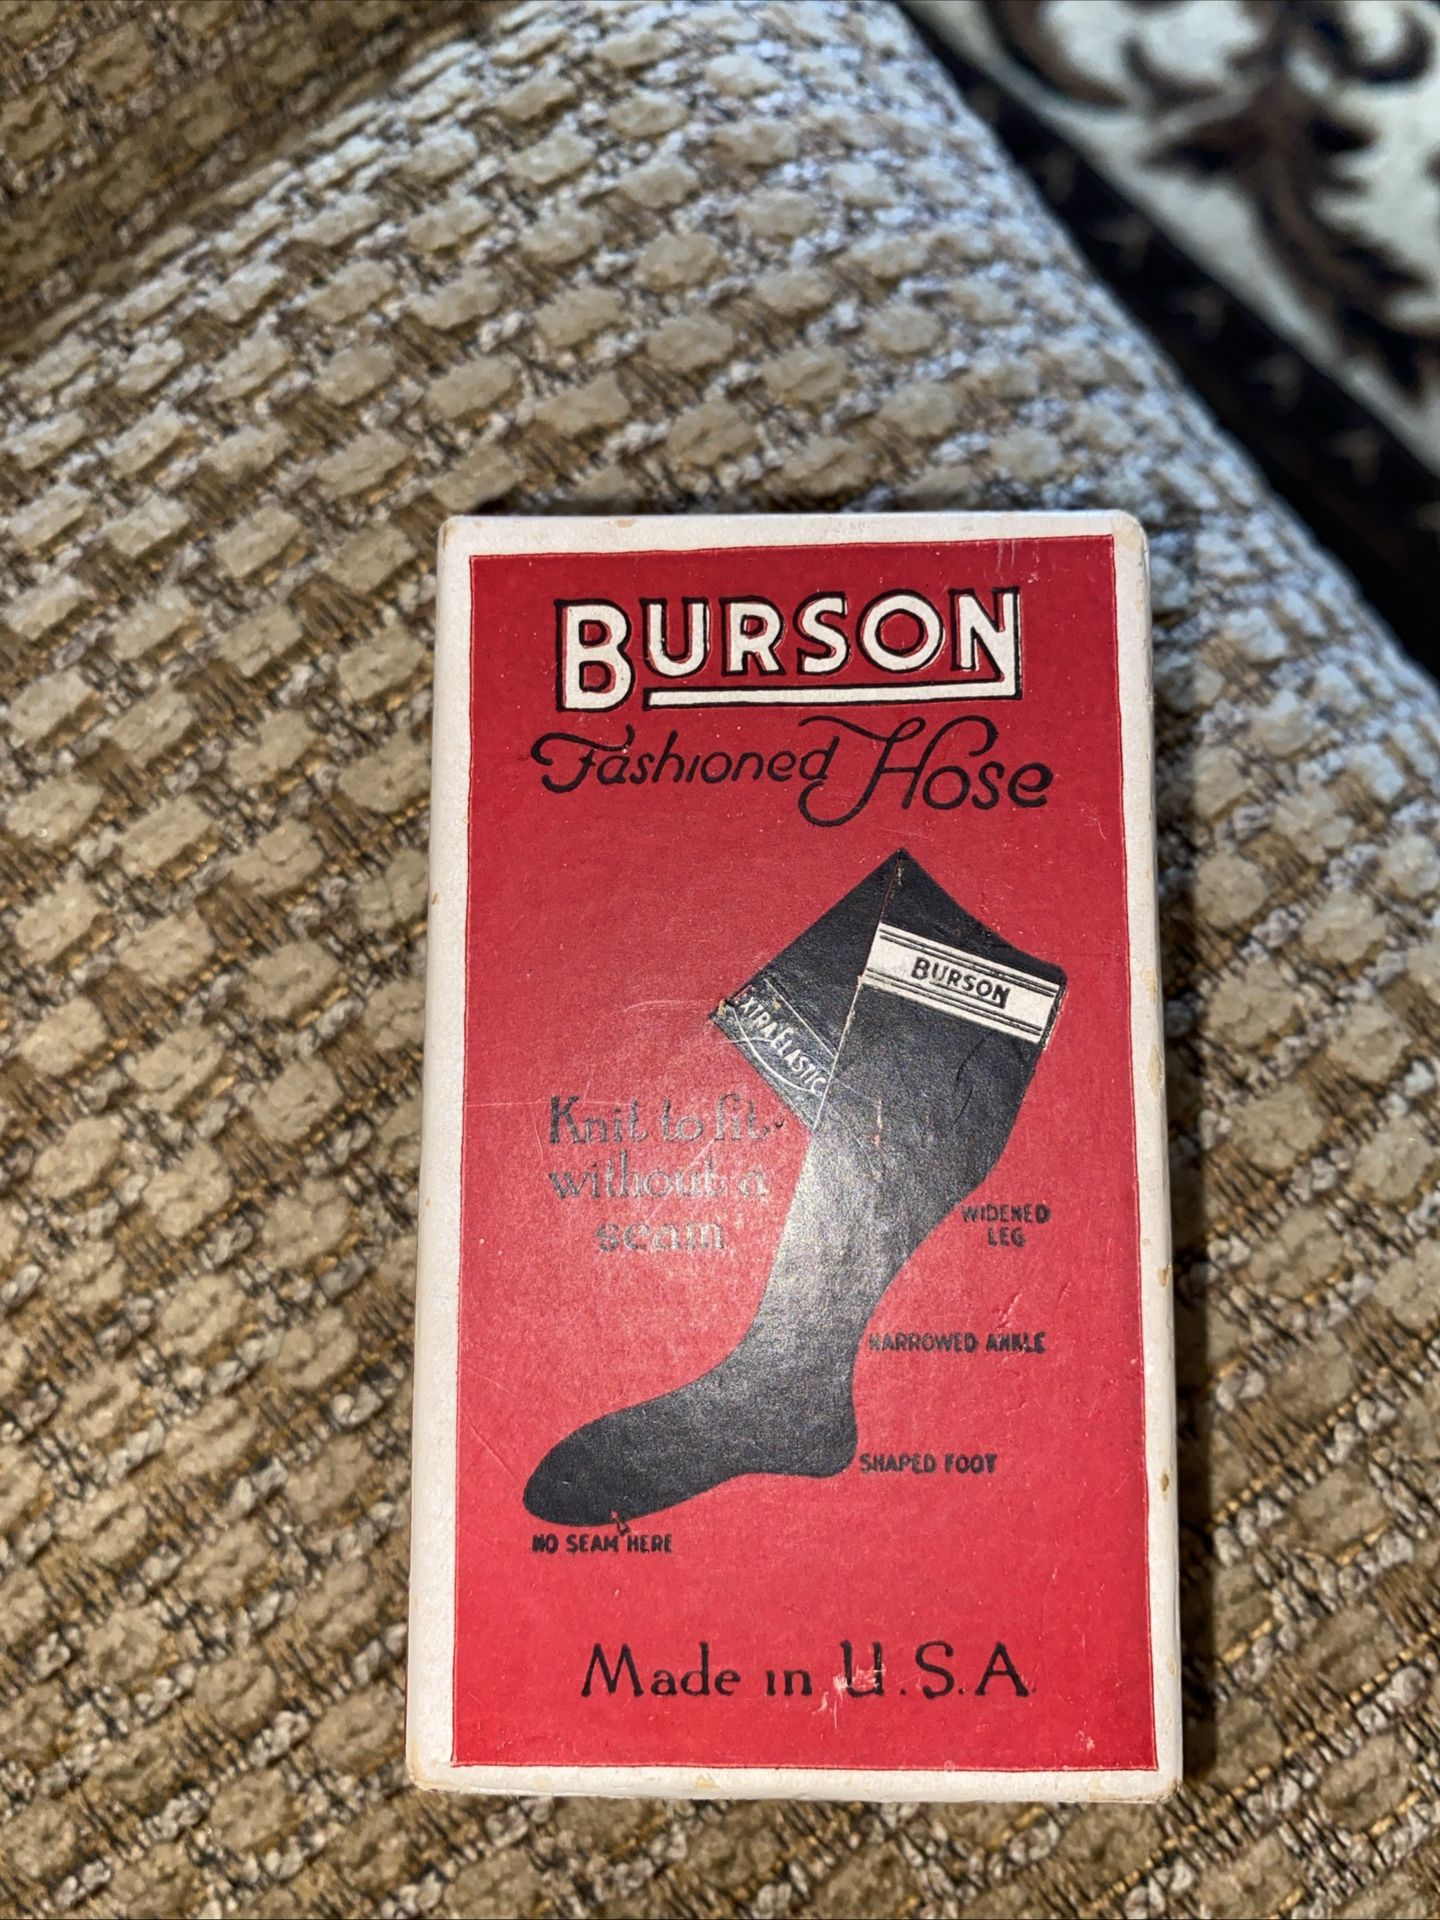 BURSON
Fashioned Hose
BURSON
EXTRA ELASTIC
Knit to fit
without a
seam
WIDENED
LEG
NARROWED ANKLE
SHAPED FOOT
NO SEAM HERE
Made in U.S.A.